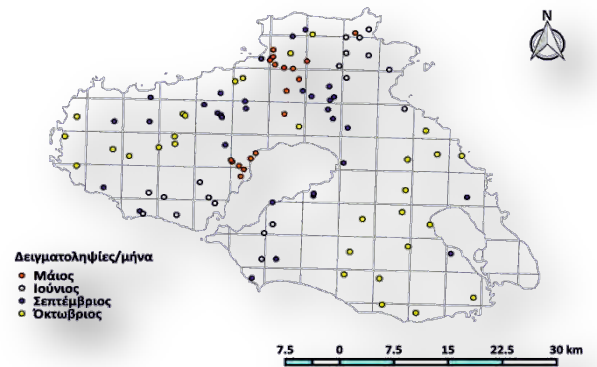 N
Δειγματοληψίες/μήνα
Μάιος
Ιούνιος
Σεπτέμβριος
Όκτωβριος
7.5 0 7.5 15 22.5 30 km